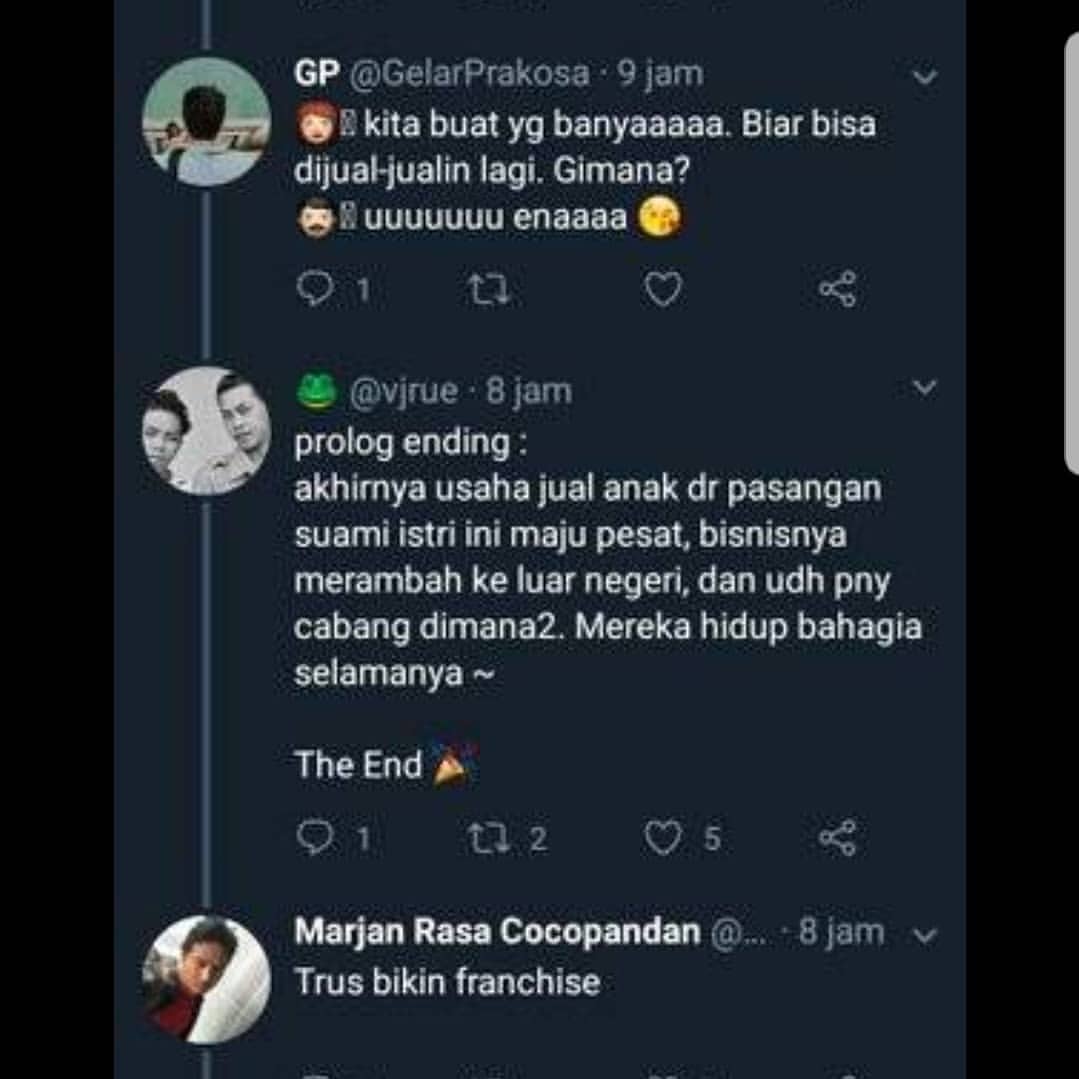 GP @GelarPrakosa · 9 jam
👩🏻‍🦰 kita buat yg banyaaaaa. Biar bisa
dijual-jualin lagi. Gimana?
🧔🏻 uuuuuuu enaaaa 😘
1
🐸 @vjrue · 8 jam
prolog ending :
akhirnya usaha jual anak dr pasangan
suami istri ini maju pesat, bisnisnya
merambah ke luar negeri, dan udh pny
cabang dimana2. Mereka hidup bahagia
selamanya ~
The End 🎉
1 2 5
Marjan Rasa Cocopandan @... · 8 jam
Trus bikin franchise